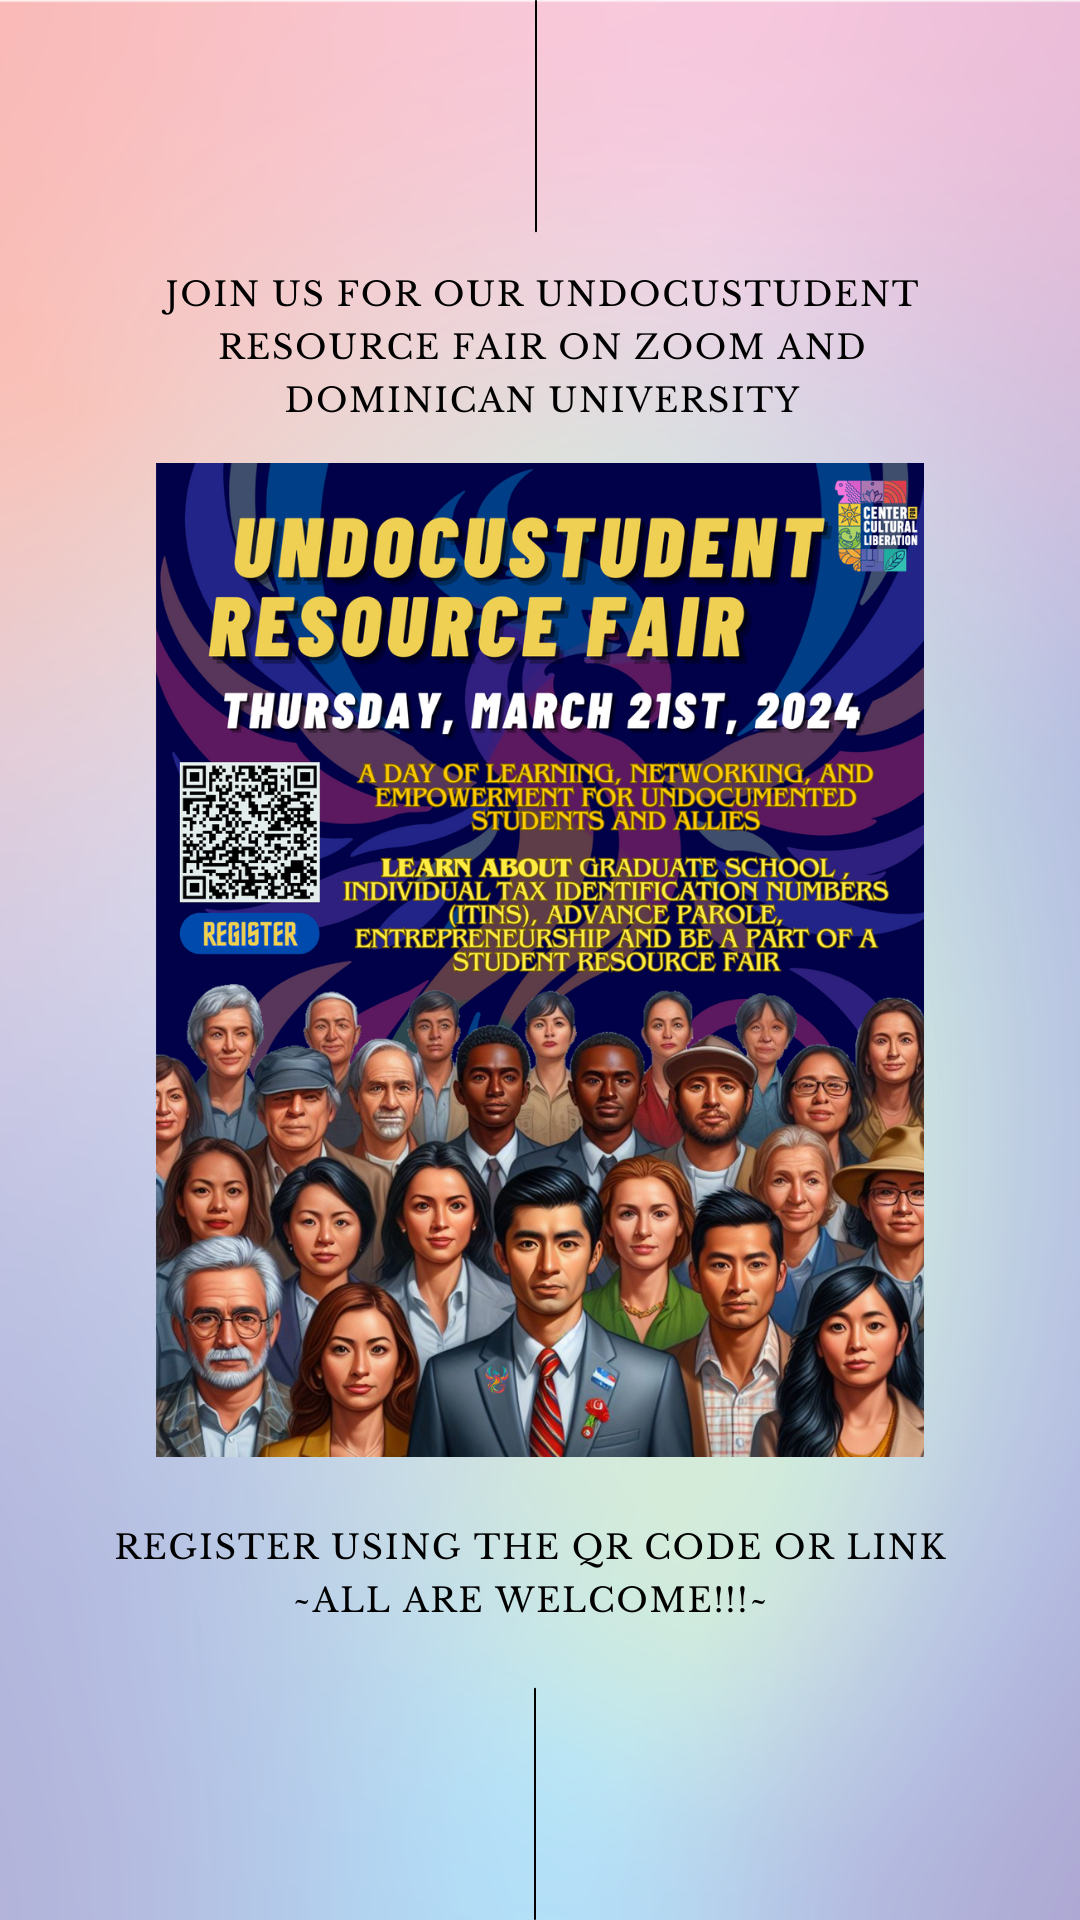 JOIN US FOR OUR UNDOCUSTUDENT
RESOURCE FAIR ON ZOOM AND
DOMINICAN UNIVERSITY
UNDOCUSTUDENT
RESOURCE FAIR
CENTER FOR
CULTURAL
LIBERATION
THURSDAY, MARCH 21ST, 2024
A DAY OF LEARNING, NETWORKING, AND
EMPOWERMENT FOR UNDOCUMENTED
STUDENTS AND ALLIES
LEARN ABOUT GRADUATE SCHOOL ,
INDIVIDUAL TAX IDENTIFICATION NUMBERS
(ITINS), ADVANCE PAROLE,
ENTREPRENEURSHIP AND BE A PART OF A
STUDENT RESOURCE FAIR
REGISTER
REGISTER USING THE QR CODE OR LINK
~ALL ARE WELCOME!!!~